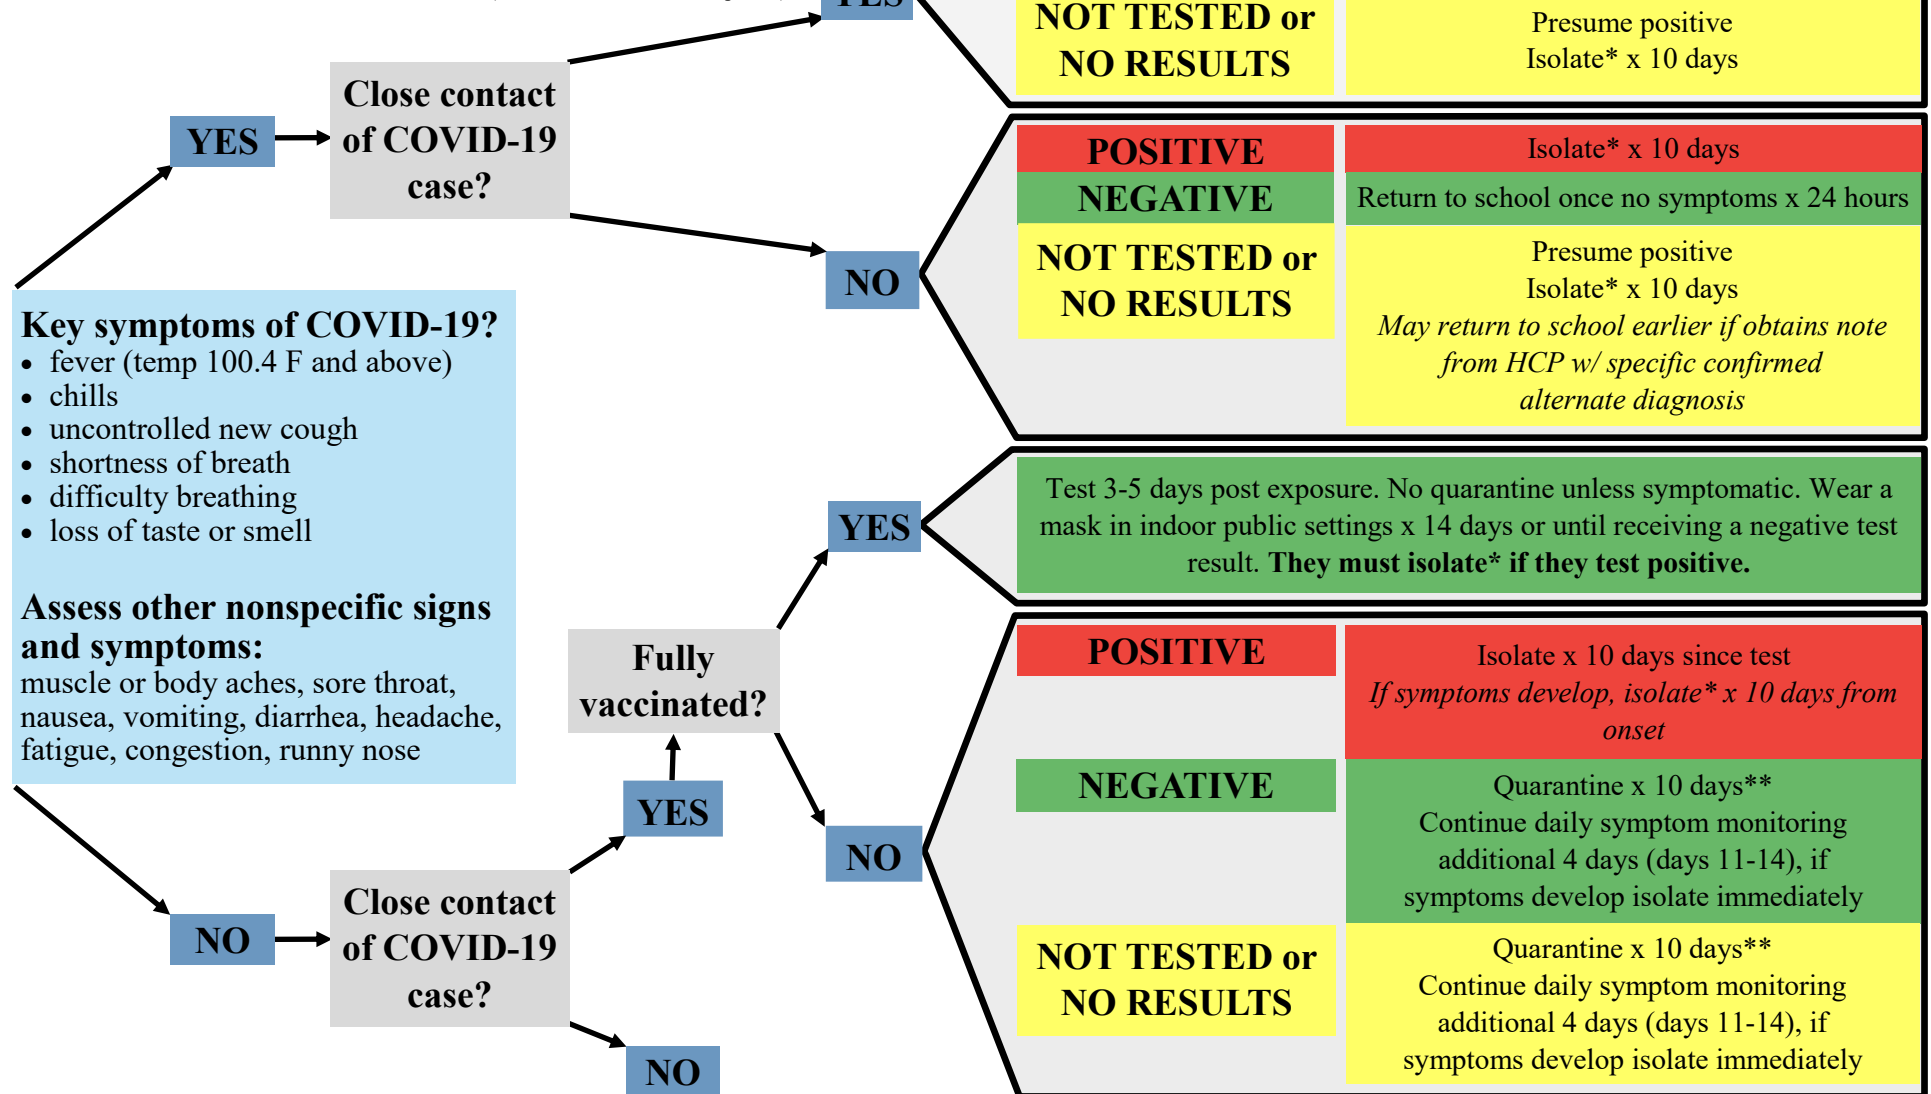 YES
NOT TESTED or
NO RESULTS
Presume positive
Isolate* x 10 days
Close contact
of COVID-19
case?
YES
POSITIVE
Isolate* x 10 days
NEGATIVE
Return to school once no symptoms x 24 hours
NO
NOT TESTED or
NO RESULTS
Presume positive
Isolate* x 10 days
May return to school earlier if obtains note
from HCP w/ specific confirmed
alternate diagnosis
Key symptoms of COVID-19?
• fever (temp 100.4 F and above)
• chills
• uncontrolled new cough
• shortness of breath
• difficulty breathing
• loss of taste or smell
Assess other nonspecific signs
and symptoms:
muscle or body aches, sore throat,
nausea, vomiting, diarrhea, headache,
fatigue, congestion, runny nose
YES
Test 3-5 days post exposure. No quarantine unless symptomatic. Wear a
mask in indoor public settings x 14 days or until receiving a negative test
result. They must isolate* if they test positive.
Fully
vaccinated?
POSITIVE
Isolate x 10 days since test
If symptoms develop, isolate* x 10 days from
onset
YES
NO
NEGATIVE
Quarantine x 10 days**
Continue daily symptom monitoring
additional 4 days (days 11-14), if
symptoms develop isolate immediately
NO
Close contact
of COVID-19
case?
NOT TESTED or
NO RESULTS
Quarantine x 10 days**
Continue daily symptom monitoring
additional 4 days (days 11-14), if
symptoms develop isolate immediately
NO